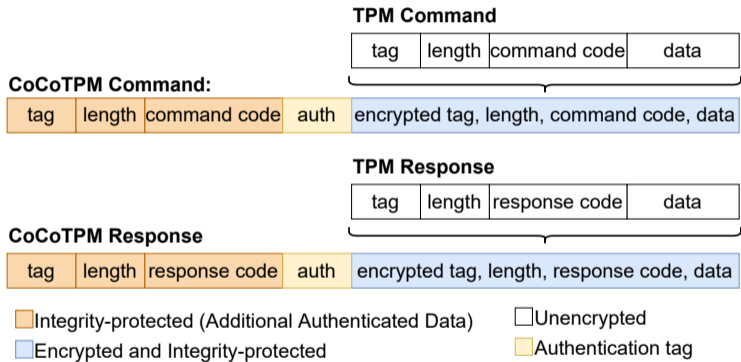 TPM Command
tag length command code data
CoCoTPM Command:
tag length command code auth encrypted tag, length, command code, data
TPM Response
tag length response code data
CoCoTPM Response
tag length response code auth encrypted tag, length, response code, data
Integrity-protected (Additional Authenticated Data) Unencrypted
Encrypted and Integrity-protected Authentication tag